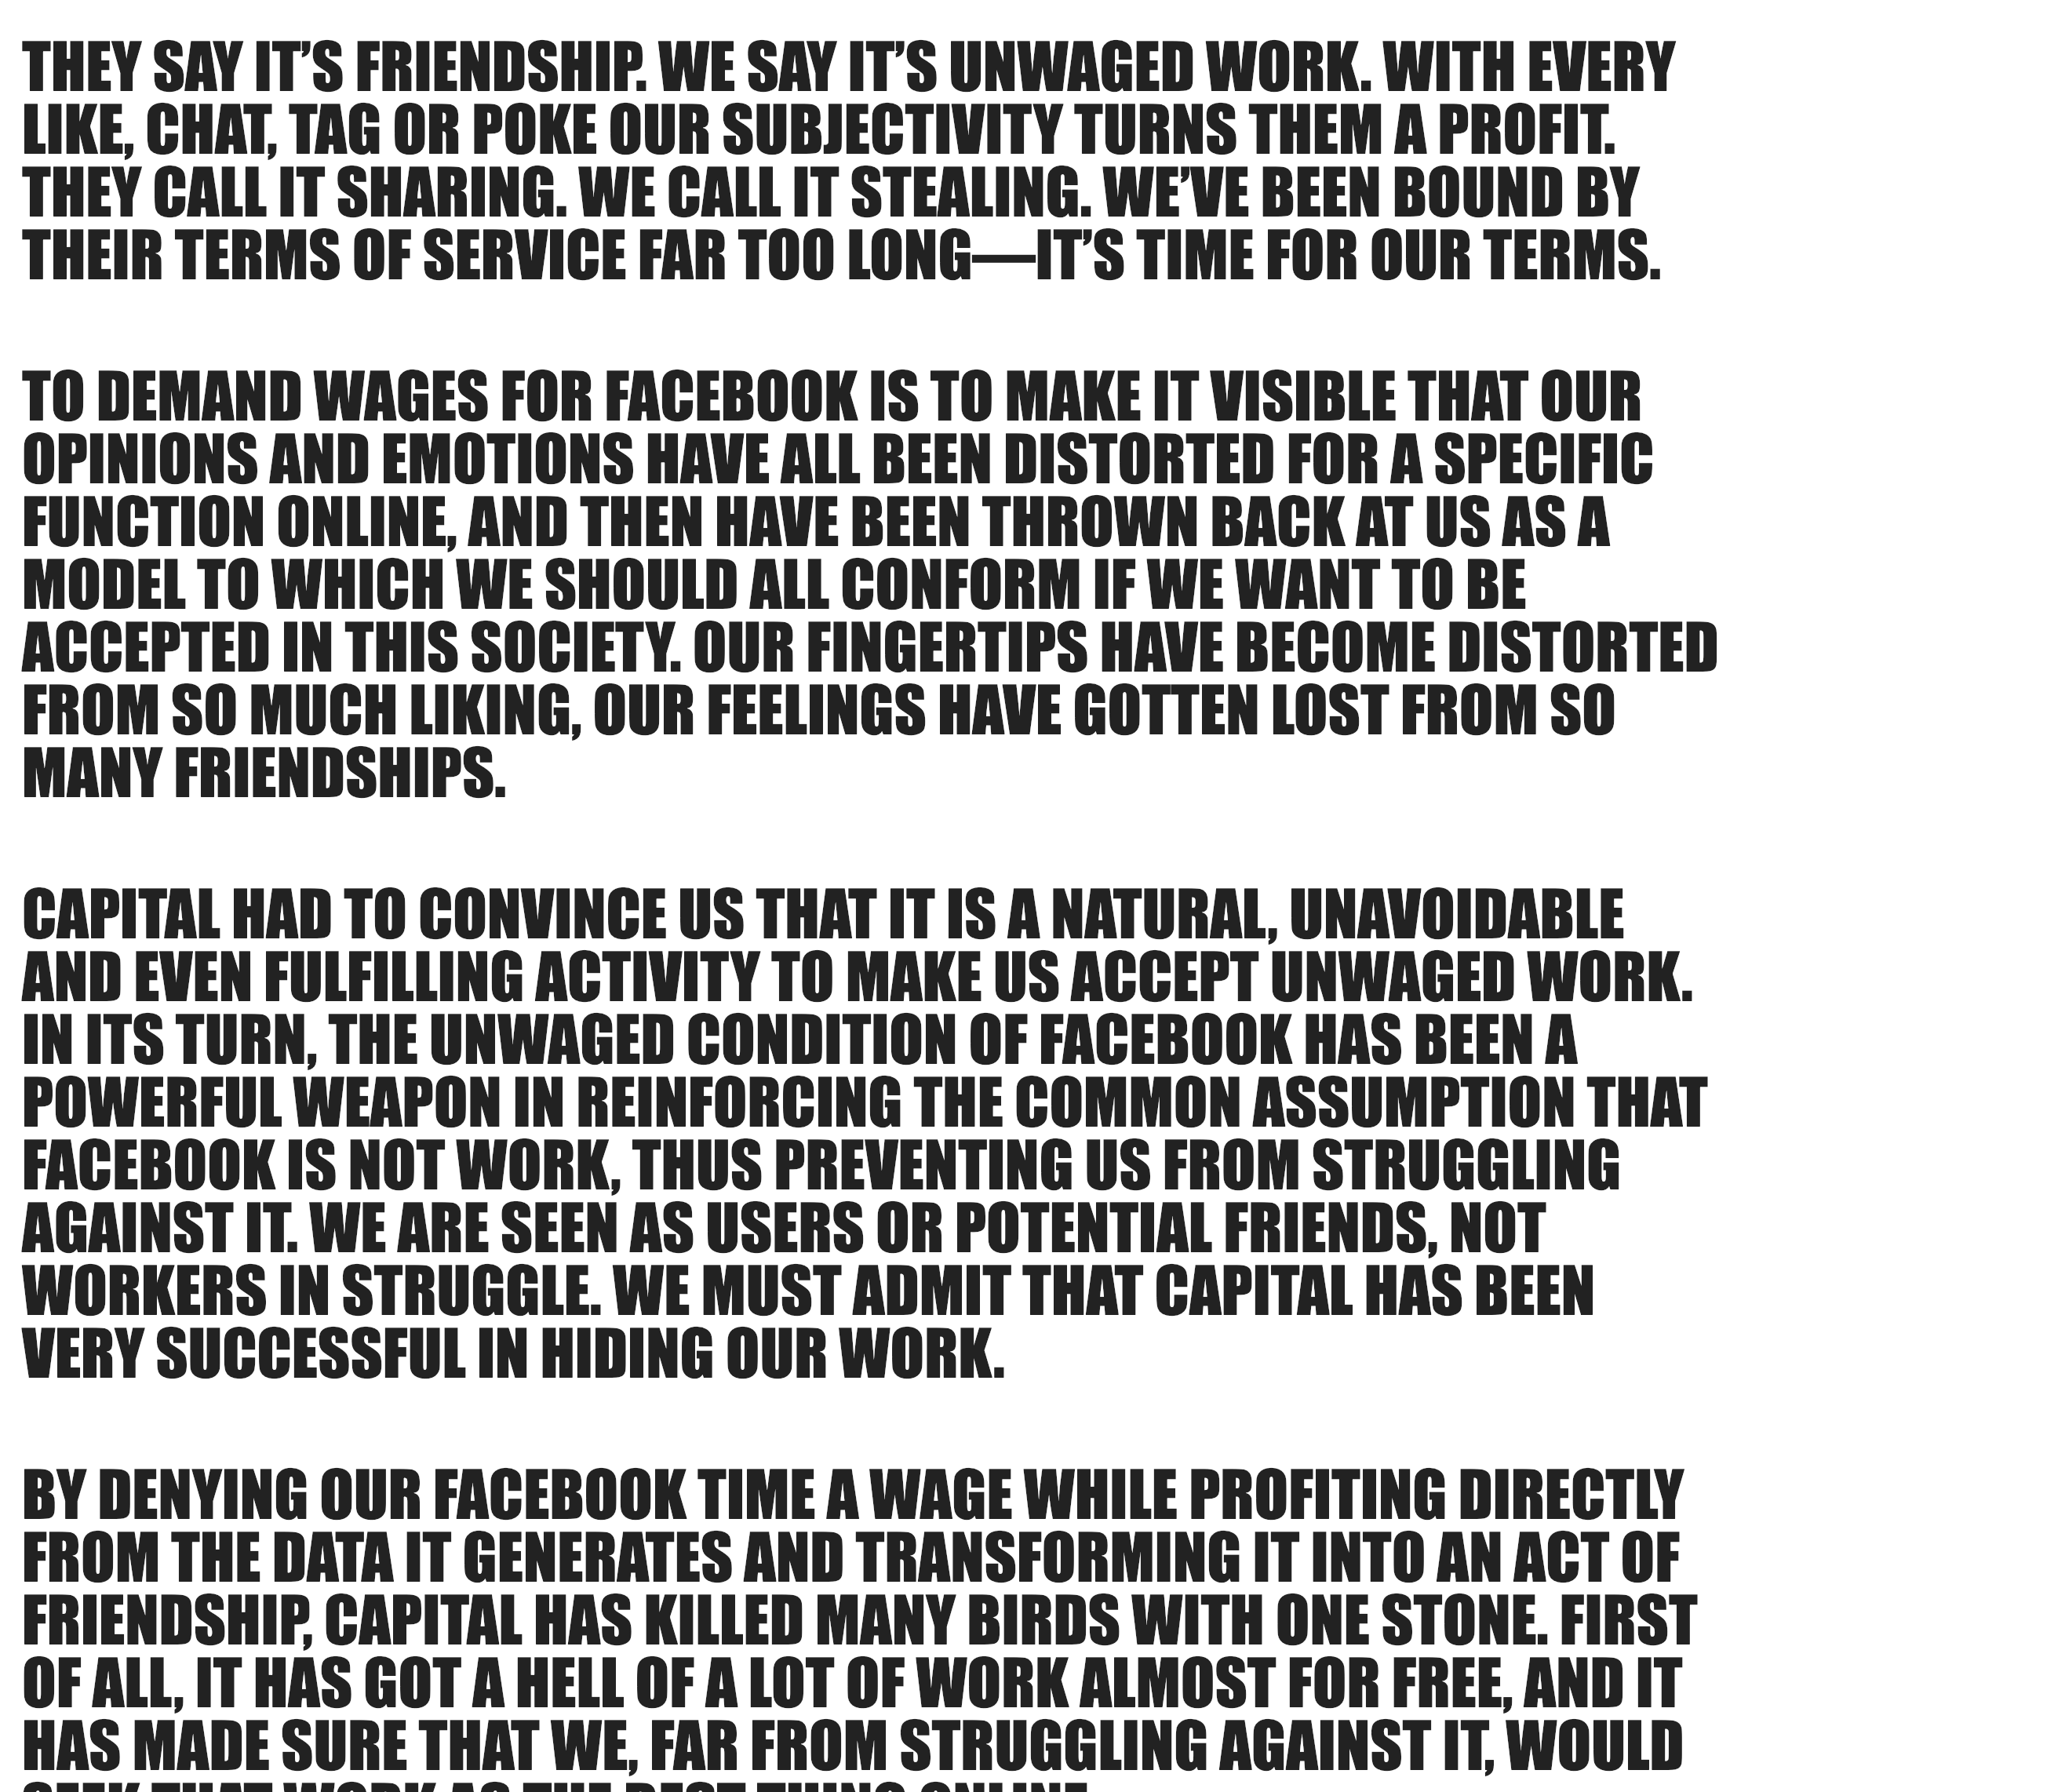 THEY SAY IT’S FRIENDSHIP. WE SAY IT’S UNWAGED WORK. WITH EVERY
LIKE, CHAT, TAG OR POKE OUR SUBJECTIVITY TURNS THEM A PROFIT.
THEY CALL IT SHARING. WE CALL IT STEALING. WE’VE BEEN BOUND BY
THEIR TERMS OF SERVICE FAR TOO LONG—IT’S TIME FOR OUR TERMS.
TO DEMAND WAGES FOR FACEBOOK IS TO MAKE IT VISIBLE THAT OUR
OPINIONS AND EMOTIONS HAVE ALL BEEN DISTORTED FOR A SPECIFIC
FUNCTION ONLINE, AND THEN HAVE BEEN THROWN BACK AT US AS A
MODEL TO WHICH WE SHOULD ALL CONFORM IF WE WANT TO BE
ACCEPTED IN THIS SOCIETY. OUR FINGERTIPS HAVE BECOME DISTORTED
FROM SO MUCH LIKING, OUR FEELINGS HAVE GOTTEN LOST FROM SO
MANY FRIENDSHIPS.
CAPITAL HAD TO CONVINCE US THAT IT IS A NATURAL, UNAVOIDABLE
AND EVEN FULFILLING ACTIVITY TO MAKE US ACCEPT UNWAGED WORK.
IN ITS TURN, THE UNWAGED CONDITION OF FACEBOOK HAS BEEN A
POWERFUL WEAPON IN REINFORCING THE COMMON ASSUMPTION THAT
FACEBOOK IS NOT WORK, THUS PREVENTING US FROM STRUGGLING
AGAINST IT. WE ARE SEEN AS USERS OR POTENTIAL FRIENDS, NOT
WORKERS IN STRUGGLE. WE MUST ADMIT THAT CAPITAL HAS BEEN
VERY SUCCESSFUL IN HIDING OUR WORK.
BY DENYING OUR FACEBOOK TIME A WAGE WHILE PROFITING DIRECTLY
FROM THE DATA IT GENERATES AND TRANSFORMING IT INTO AN ACT OF
FRIENDSHIP, CAPITAL HAS KILLED MANY BIRDS WITH ONE STONE. FIRST
OF ALL, IT HAS GOT A HELL OF A LOT OF WORK ALMOST FOR FREE, AND IT
HAS MADE SURE THAT WE, FAR FROM STRUGGLING AGAINST IT, WOULD